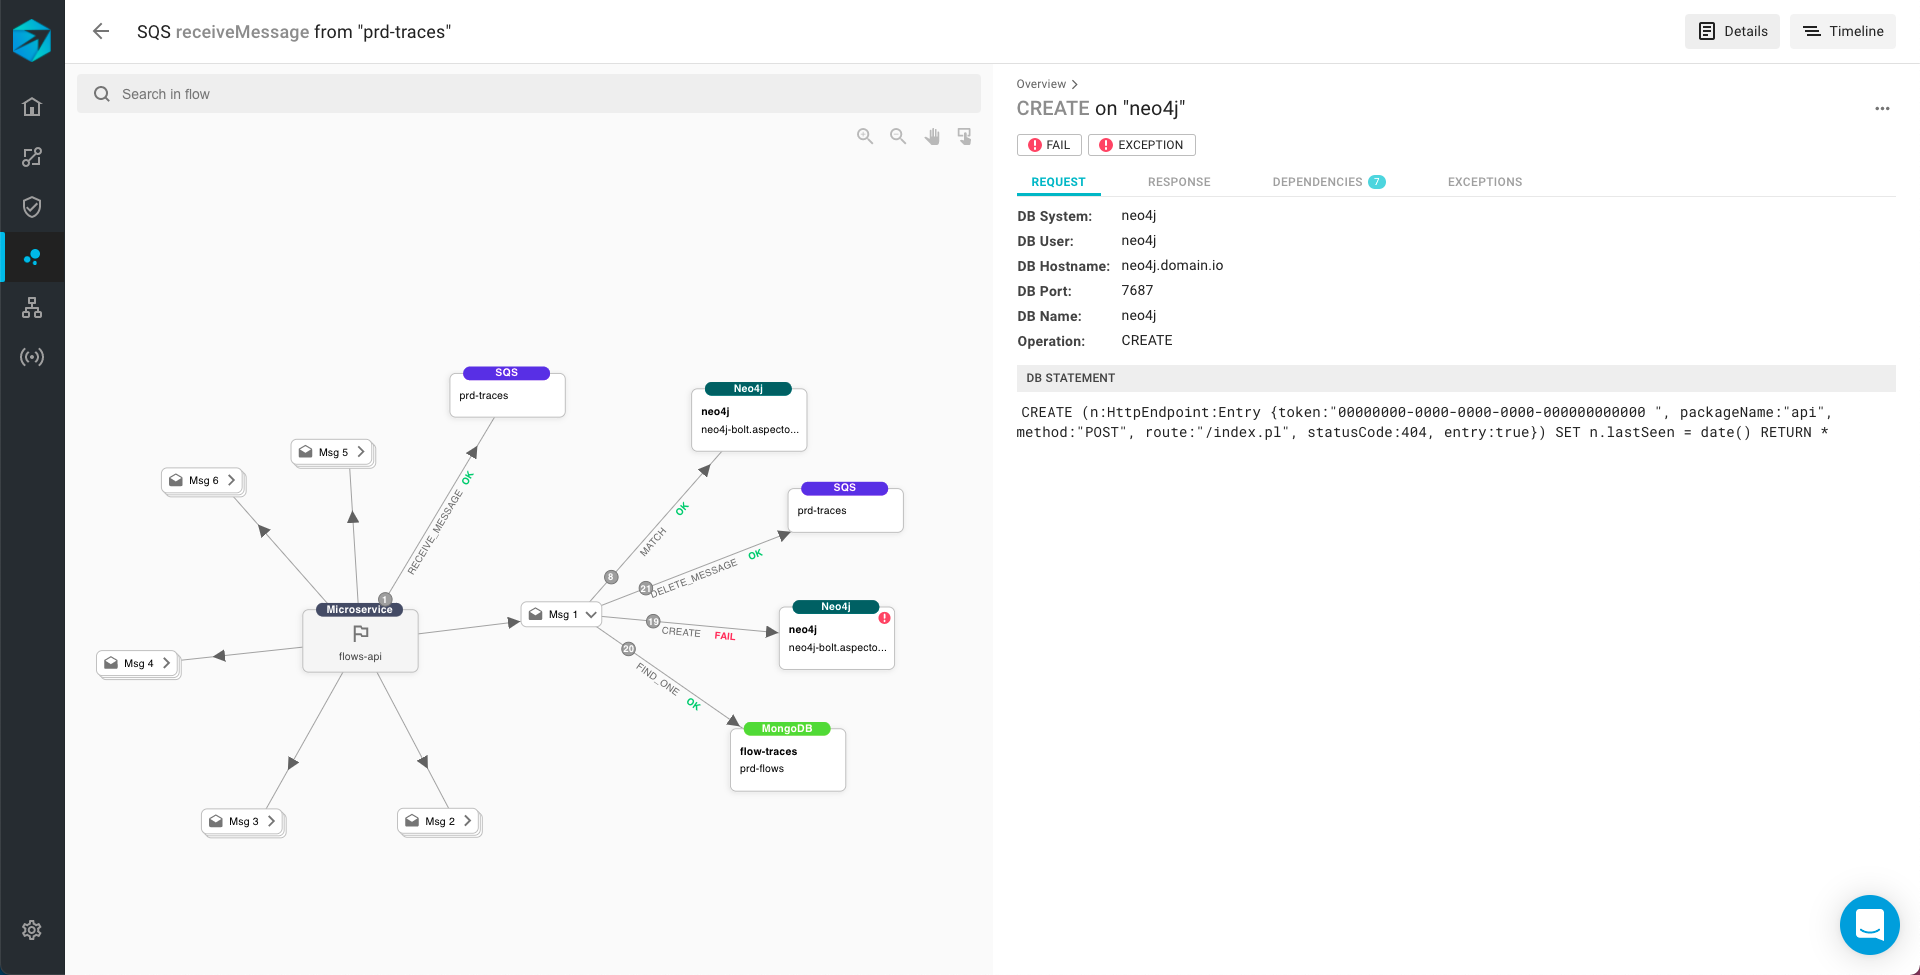 SQS receiveMessage from "prd-traces"
Details
Timeline
Search in flow
Overview
CREATE on "neo4j"
FAIL
EXCEPTION
REQUEST
RESPONSE
DEPENDENCIES 7
EXCEPTIONS
DB System: neo4j
DB User: neo4j
DB Hostname: neo4j.domain.io
DB Port: 7687
DB Name: neo4j
Operation: CREATE
DB STATEMENT
CREATE (n:HttpEndpoint:Entry {token:"00000000-0000-0000-0000-000000000000 ", packageName:"api",
method:"POST", route:"/index.pl", statusCode:404, entry:true}) SET n.lastSeen = date() RETURN *
SQS
prd-traces
Neo4j
neo4j
neo4j-bolt.aspecto...
Msg 5
Msg 6
RECEIVE_MESSAGE OK
MATCH OK
SQS
prd-traces
DELETE_MESSAGE OK
8
21
1
Microservice
flows-api
Msg 1
19
CREATE FAIL
Neo4j
neo4j
neo4j-bolt.aspecto...
20
FIND_ONE OK
Msg 4
MongoDB
flow-traces
prd-flows
Msg 3
Msg 2